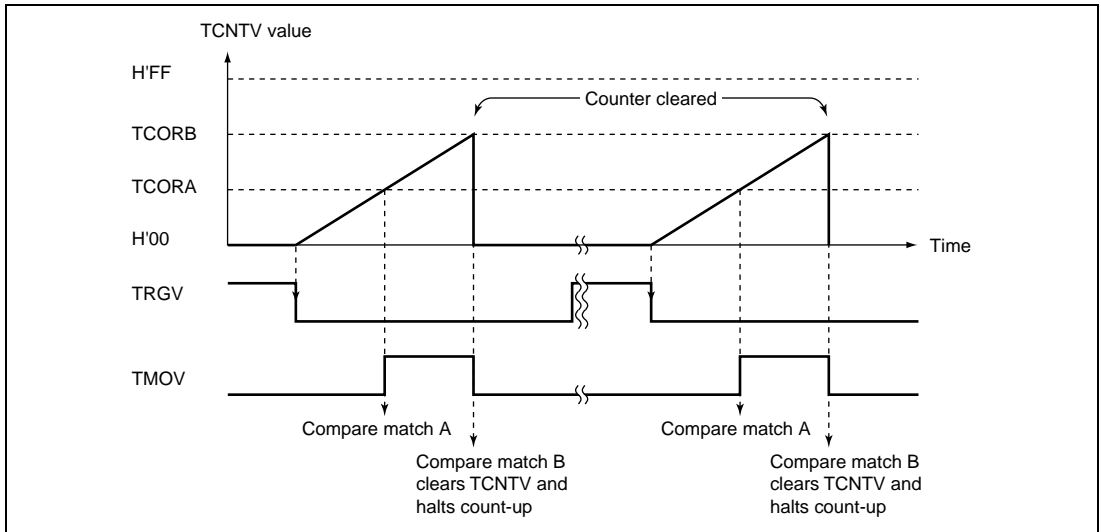 TCNTV value
H'FF
Counter cleared
TCORB
TCORA
H'00
Time
TRGV
TMOV
Compare match A
Compare match A
Compare match B
clears TCNTV and
halts count-up
Compare match B
clears TCNTV and
halts count-up